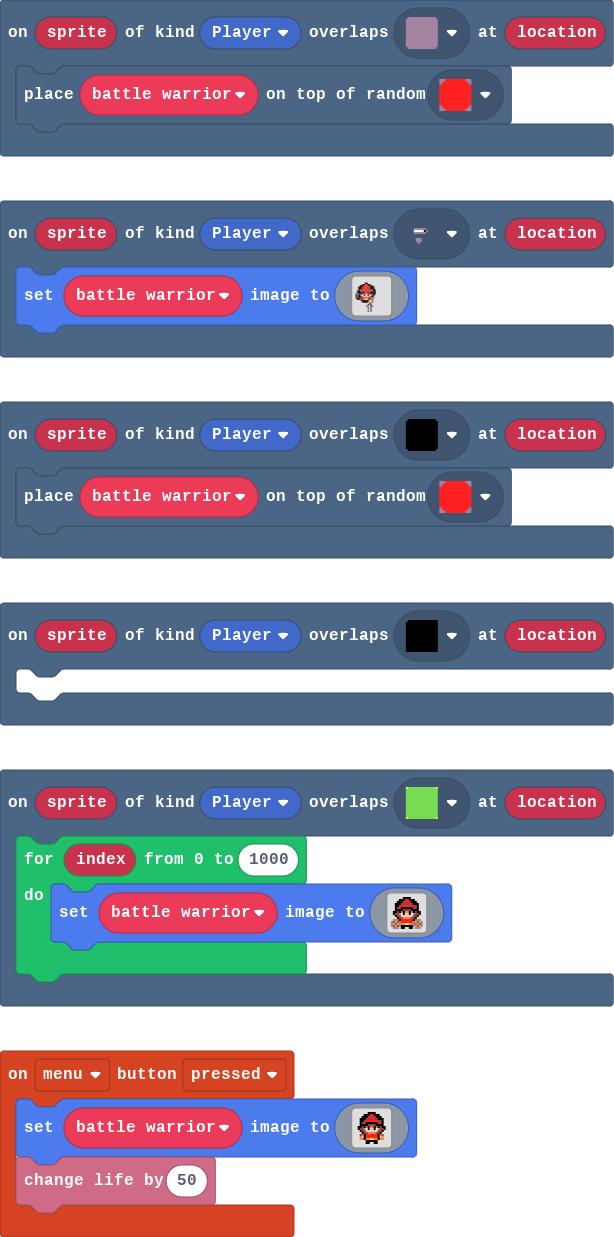 on sprite of kind Player overlaps at location
place battle warrior on top of random
on sprite of kind Player overlaps at location
set battle warrior image to
on sprite of kind Player overlaps at location
place battle warrior on top of random
on sprite of kind Player overlaps at location
on sprite of kind Player overlaps at location
for index from 0 to 1000
do
set battle warrior image to
on menu button pressed
set battle warrior image to
change life by 50